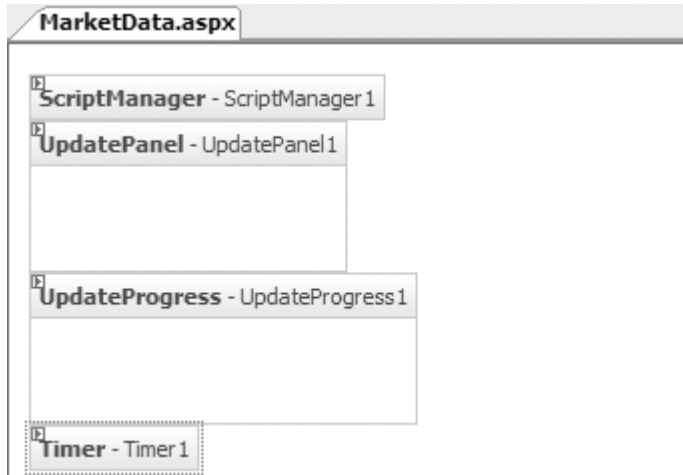 MarketData.aspx
ScriptManager - ScriptManager1
UpdatePanel - UpdatePanel1
UpdateProgress - UpdateProgress1
Timer - Timer1